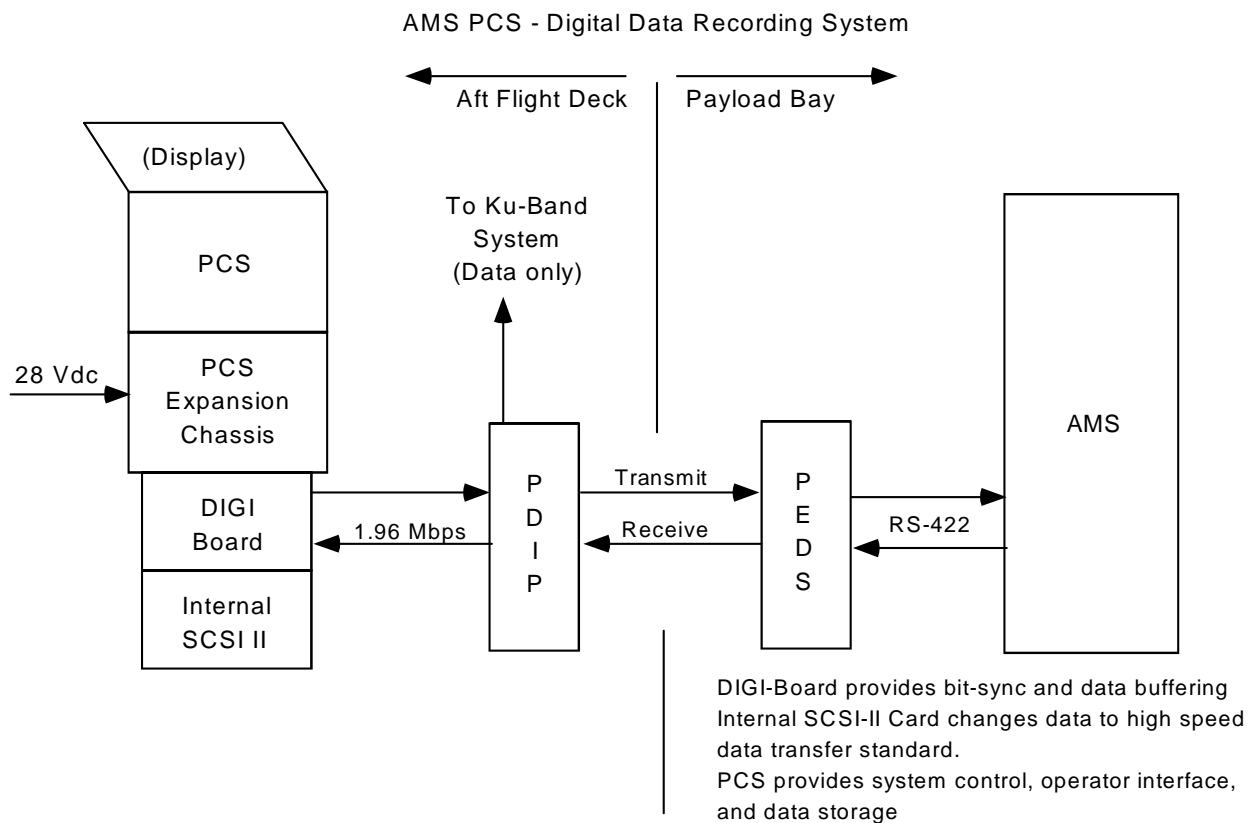 AMS PCS - Digital Data Recording System
Aft Flight Deck
Payload Bay
(Display)
To Ku-Band
System
(Data only)
PCS
28 Vdc
PCS
Expansion
Chassis
AMS
DIGI
Board
1.96 Mbps
P
D
I
P
Transmit
Receive
P
E
D
S
RS-422
Internal
SCSI II
DIGI-Board provides bit-sync and data buffering
Internal SCSI-II Card changes data to high speed
data transfer standard.
PCS provides system control, operator interface,
and data storage